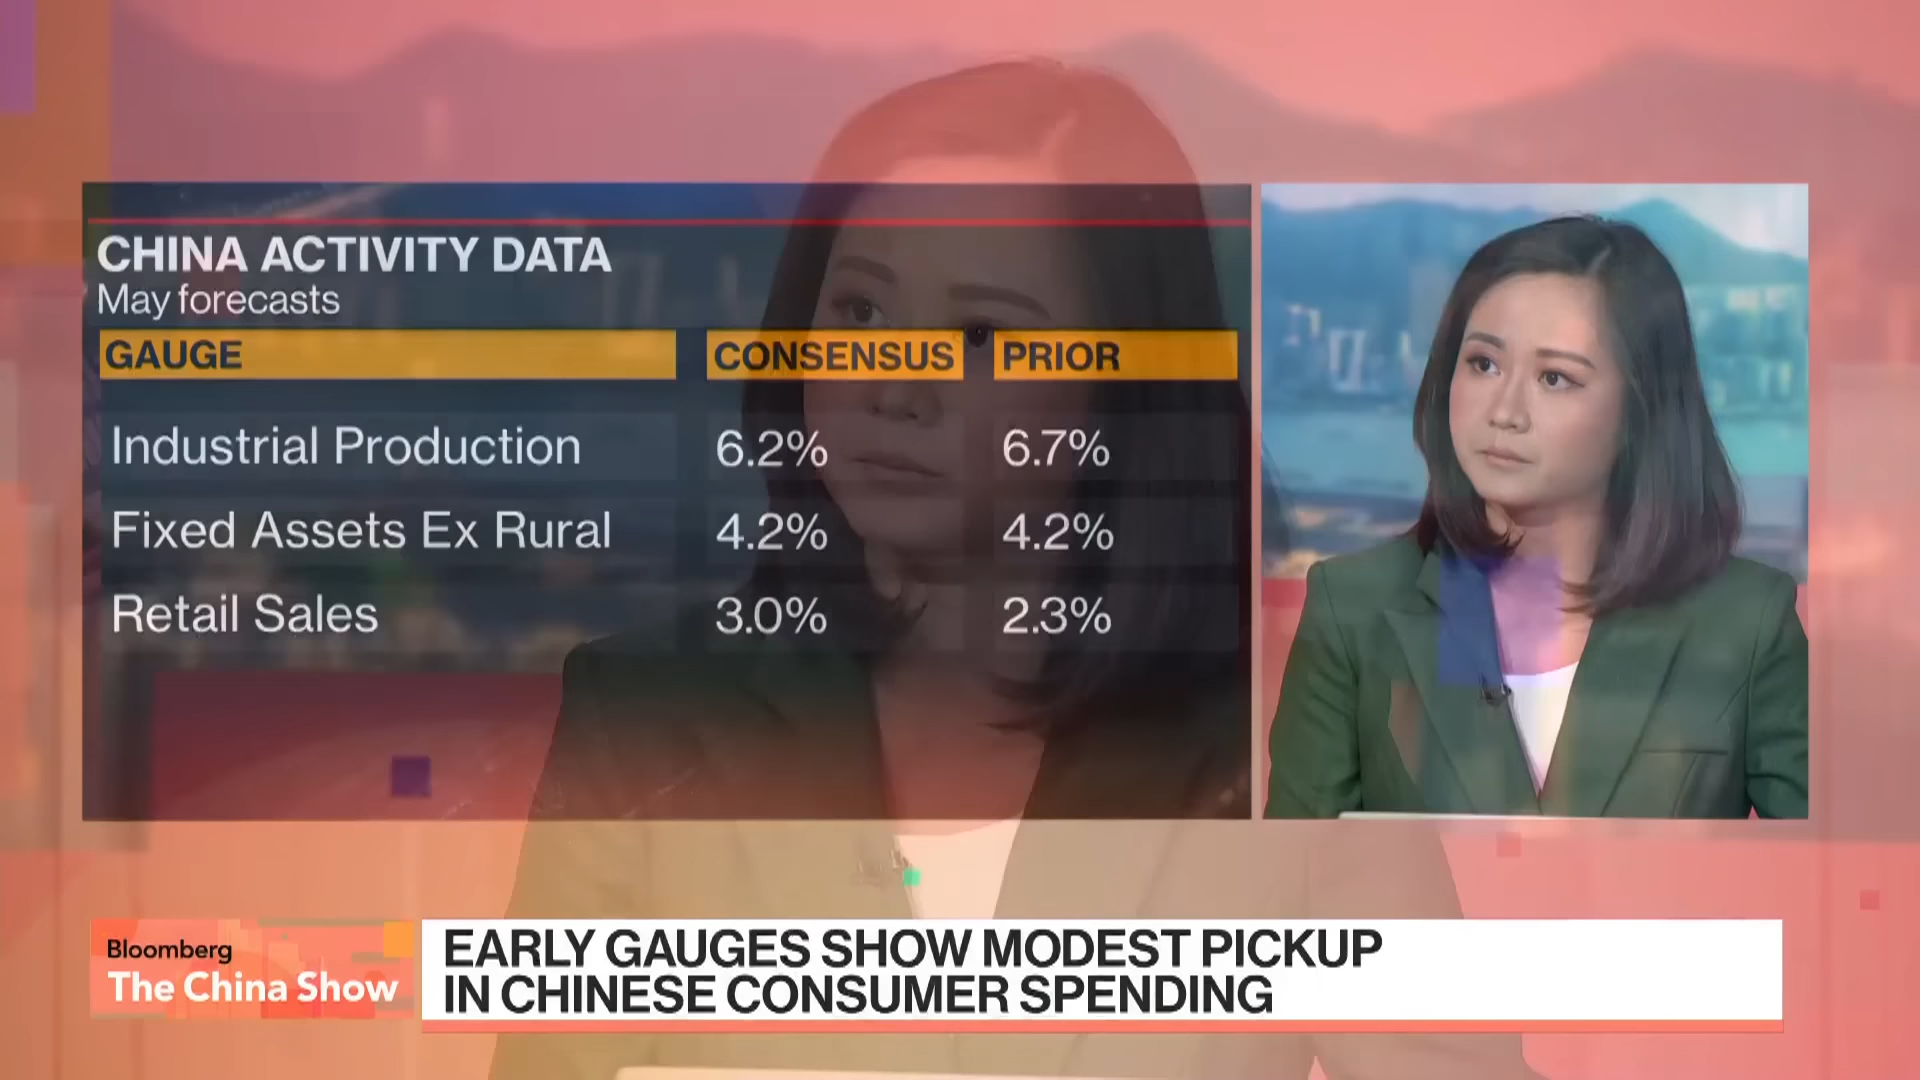 CHINA ACTIVITY DATA
May forecasts
GAUGE CONSENSUS PRIOR
Industrial Production 6.2% 6.7%
Fixed Assets Ex Rural 4.2% 4.2%
Retail Sales 3.0% 2.3%
Bloomberg
The China Show
EARLY GAUGES SHOW MODEST PICKUP
IN CHINESE CONSUMER SPENDING